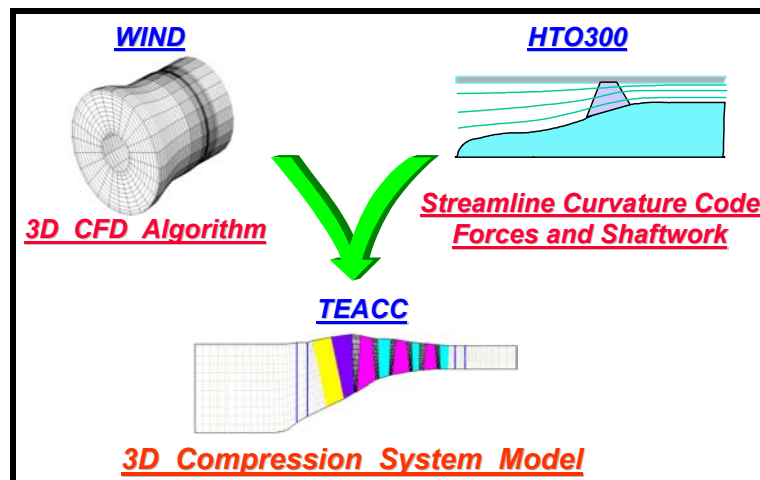 WIND
HTO300
3D CFD Algorithm
Streamline Curvature Code
Forces and Shaftwork
TEACC
3D Compression System Model